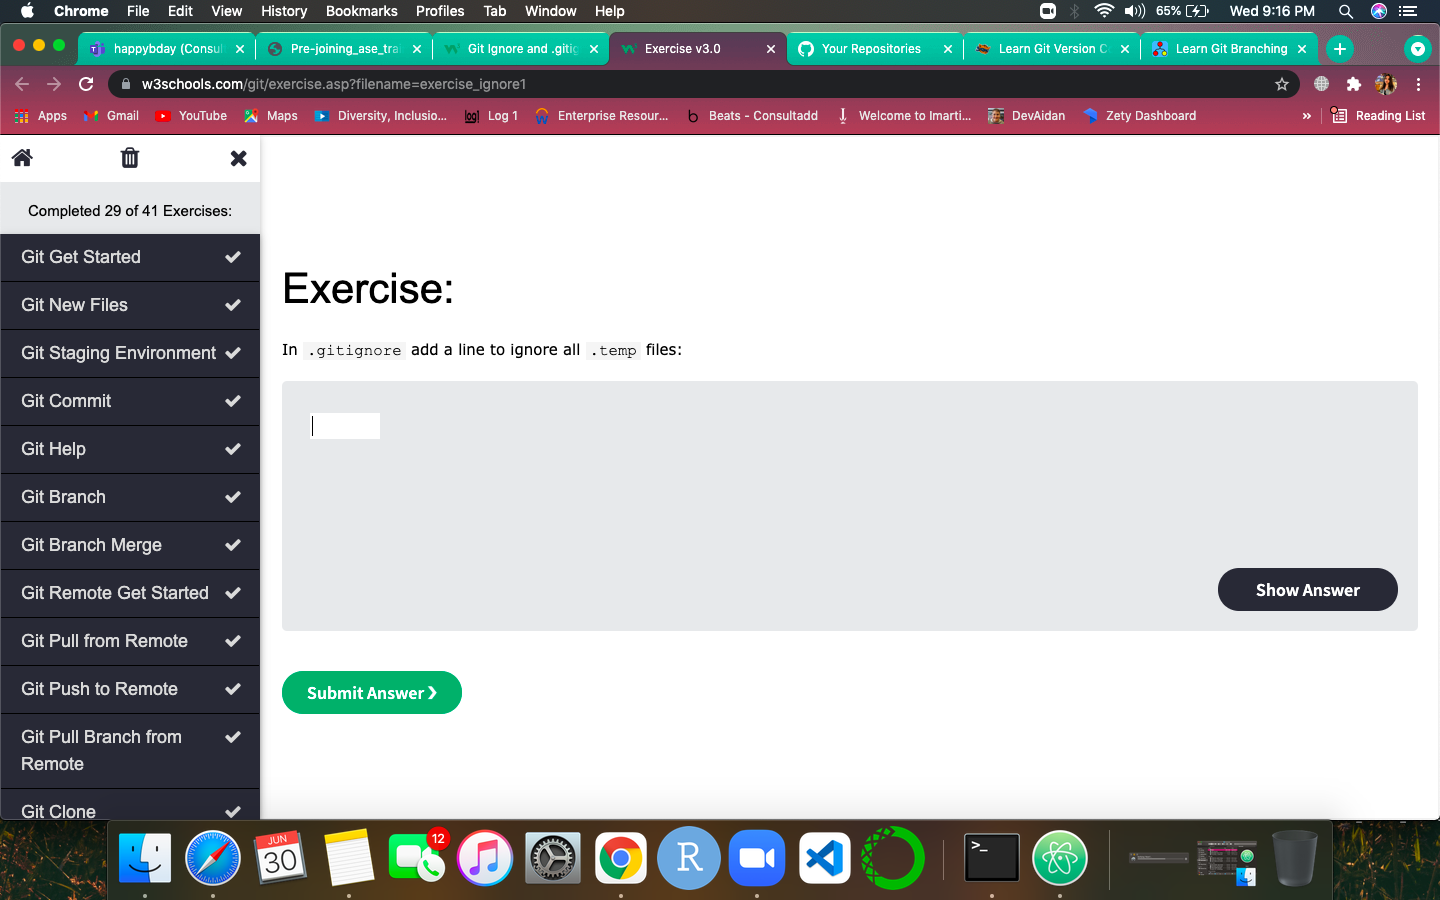 Chrome File Edit View History Bookmarks Profiles Tab Window Help 65% Wed 9:16 PM
happybday (Consul Pre-joining_ase_trai Git Ignore and .gitig Exercise v3.0 Your Repositories Learn Git Version C Learn Git Branching
w3schools.com/git/exercise.asp?filename=exercise_ignore1
Apps Gmail YouTube Maps Diversity, Inclusio... log! Log 1 Enterprise Resour... b Beats - Consultadd Welcome to Imarti... DevAidan Zety Dashboard » Reading List
Completed 29 of 41 Exercises:
Git Get Started
Git New Files
Git Staging Environment
Git Commit
Git Help
Git Branch
Git Branch Merge
Git Remote Get Started
Git Pull from Remote
Git Push to Remote
Git Pull Branch from
Remote
Git Clone
Exercise:
In .gitignore add a line to ignore all .temp files:
Show Answer
Submit Answer ❯
JUN
30
12
R
>_